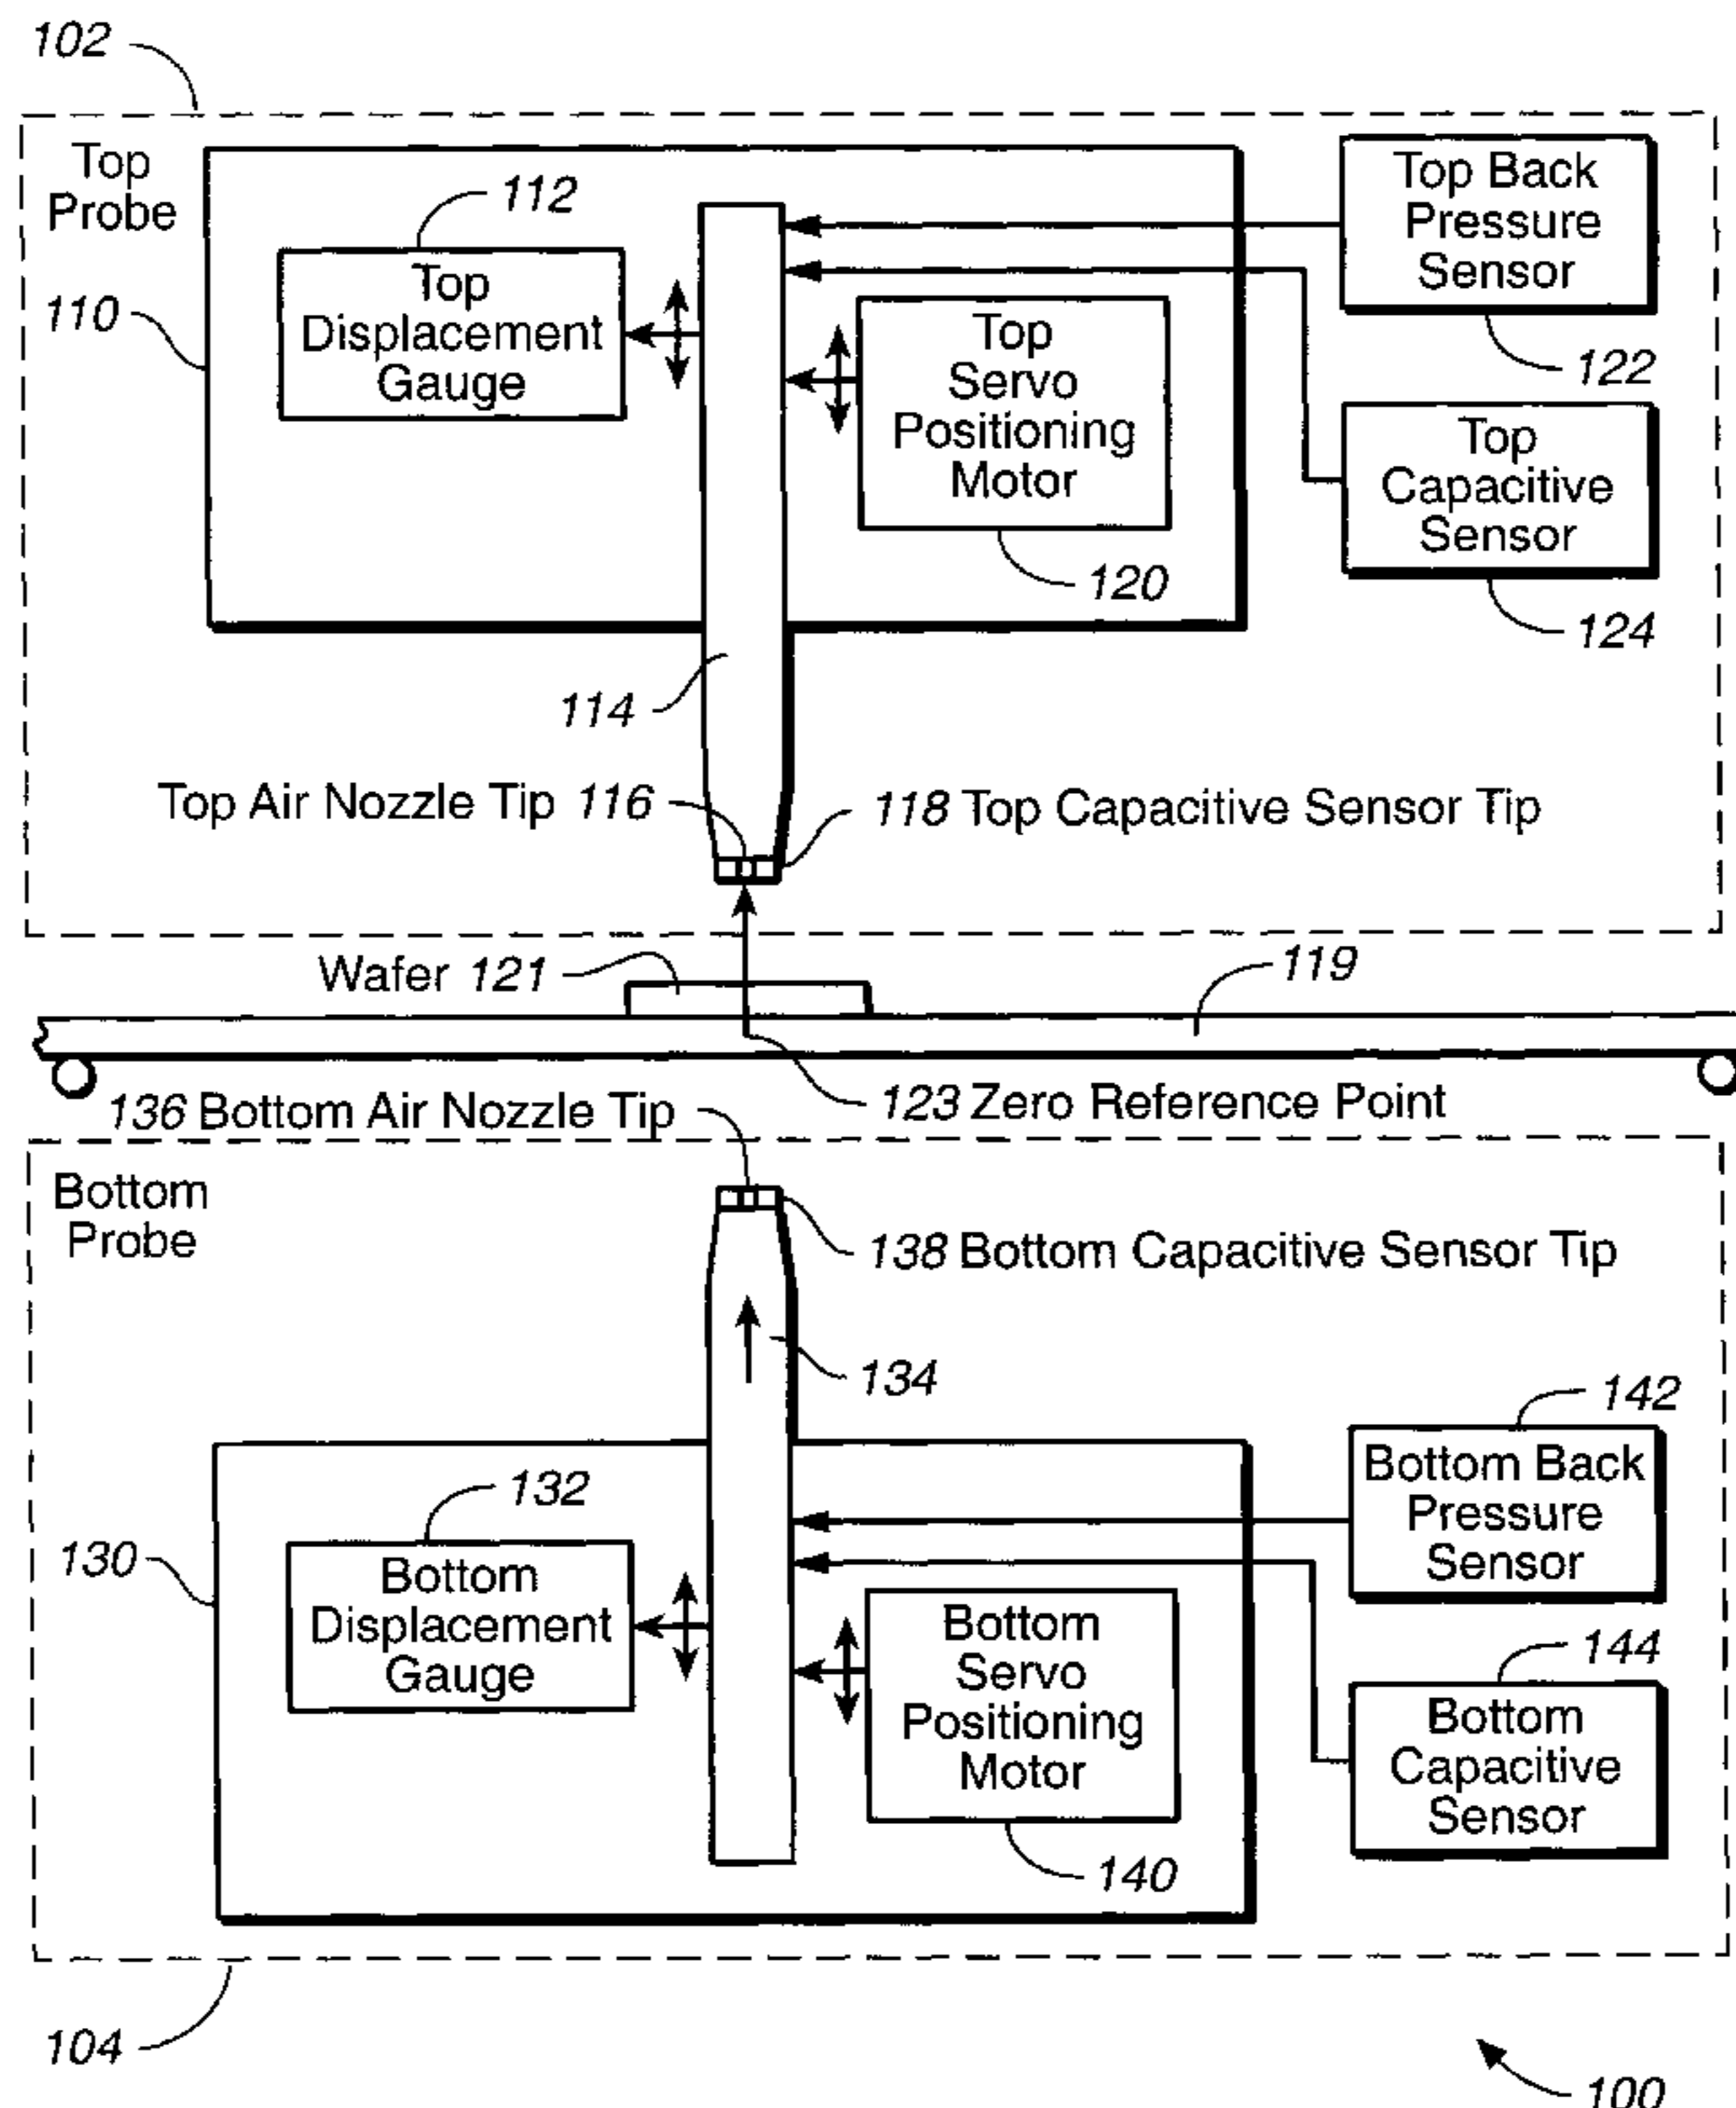 102
Top
Probe
112
Top
Displacement
Gauge
110
Top Back
Pressure
Sensor
122
Top
Servo
Positioning
Motor
120
Top
Capacitive
Sensor
124
114
Top Air Nozzle Tip 116
118 Top Capacitive Sensor Tip
Wafer 121
119
123 Zero Reference Point
136 Bottom Air Nozzle Tip
Bottom
Probe
138 Bottom Capacitive Sensor Tip
134
142
Bottom Back
Pressure
Sensor
132
Bottom
Displacement
Gauge
130
Bottom
Servo
Positioning
Motor
140
144
Bottom
Capacitive
Sensor
104
100